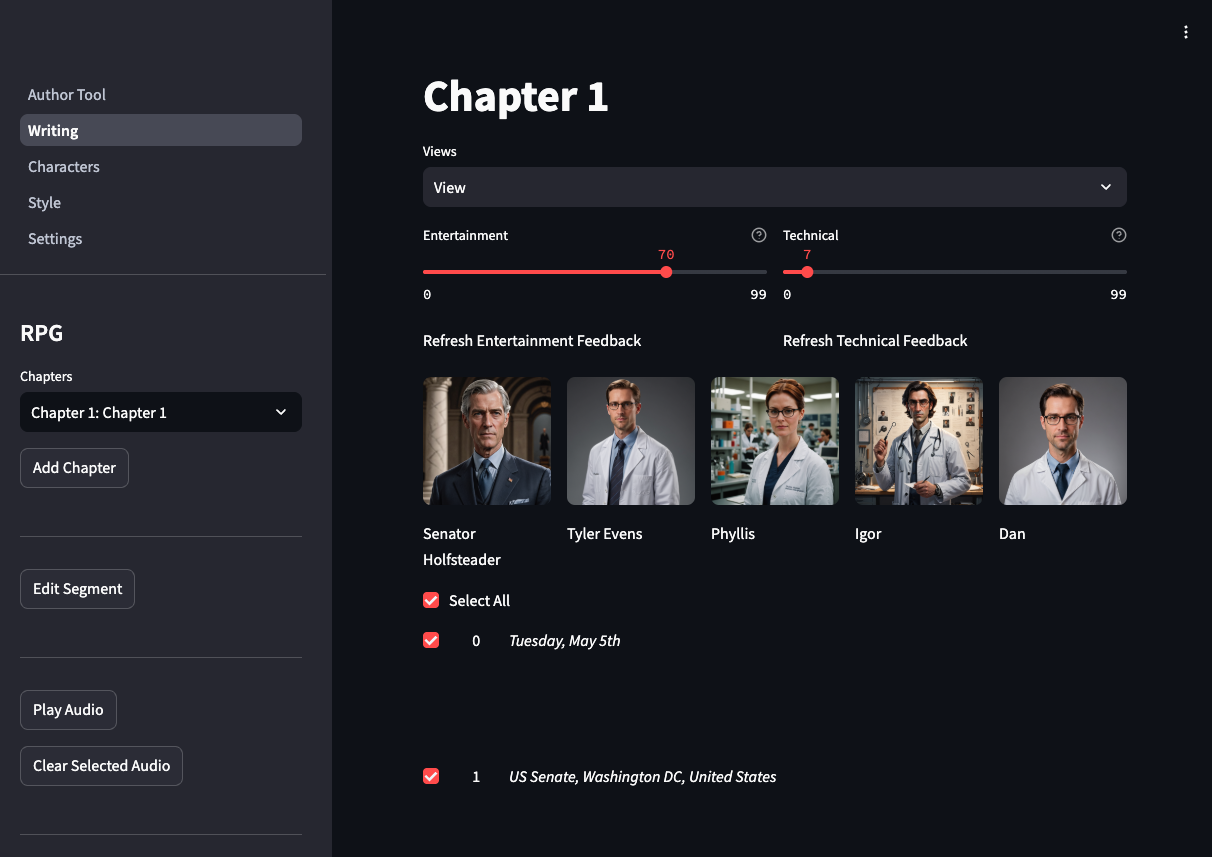 Author Tool
Writing
Characters
Style
Settings
RPG
Chapters
Chapter 1: Chapter 1
Add Chapter
Edit Segment
Play Audio
Clear Selected Audio
Chapter 1
Views
View
Entertainment
70
0 99
Technical
7
0 99
Refresh Entertainment Feedback
Refresh Technical Feedback
Senator
Holfsteader
Tyler Evens
Phyllis
Igor
Dan
Select All
0 Tuesday, May 5th
1 US Senate, Washington DC, United States